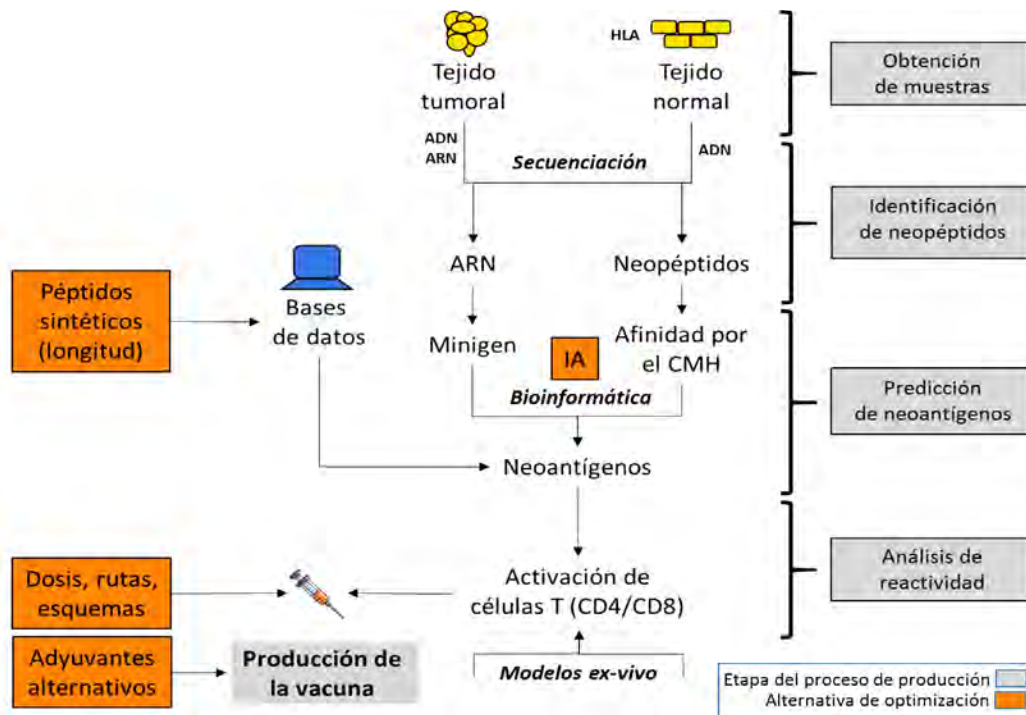 HLA
Tejido
tumoral
Tejido
normal
Obtención
de muestras
ADN
ARN
Secuenciación
ADN
Identificación
de neopéptidos
ARN
Neopéptidos
Péptidos
sintéticos
(longitud)
Bases
de datos
Minigen
IA
Afinidad por
el CMH
Bioinformática
Predicción
de neoantígenos
Neoantígenos
Dosis, rutas,
esquemas
Activación de
células T (CD4/CD8)
Análisis de
reactividad
Adyuvantes
alternativos
Producción de
la vacuna
Modelos ex-vivo
Etapa del proceso de producción
Alternativa de optimización